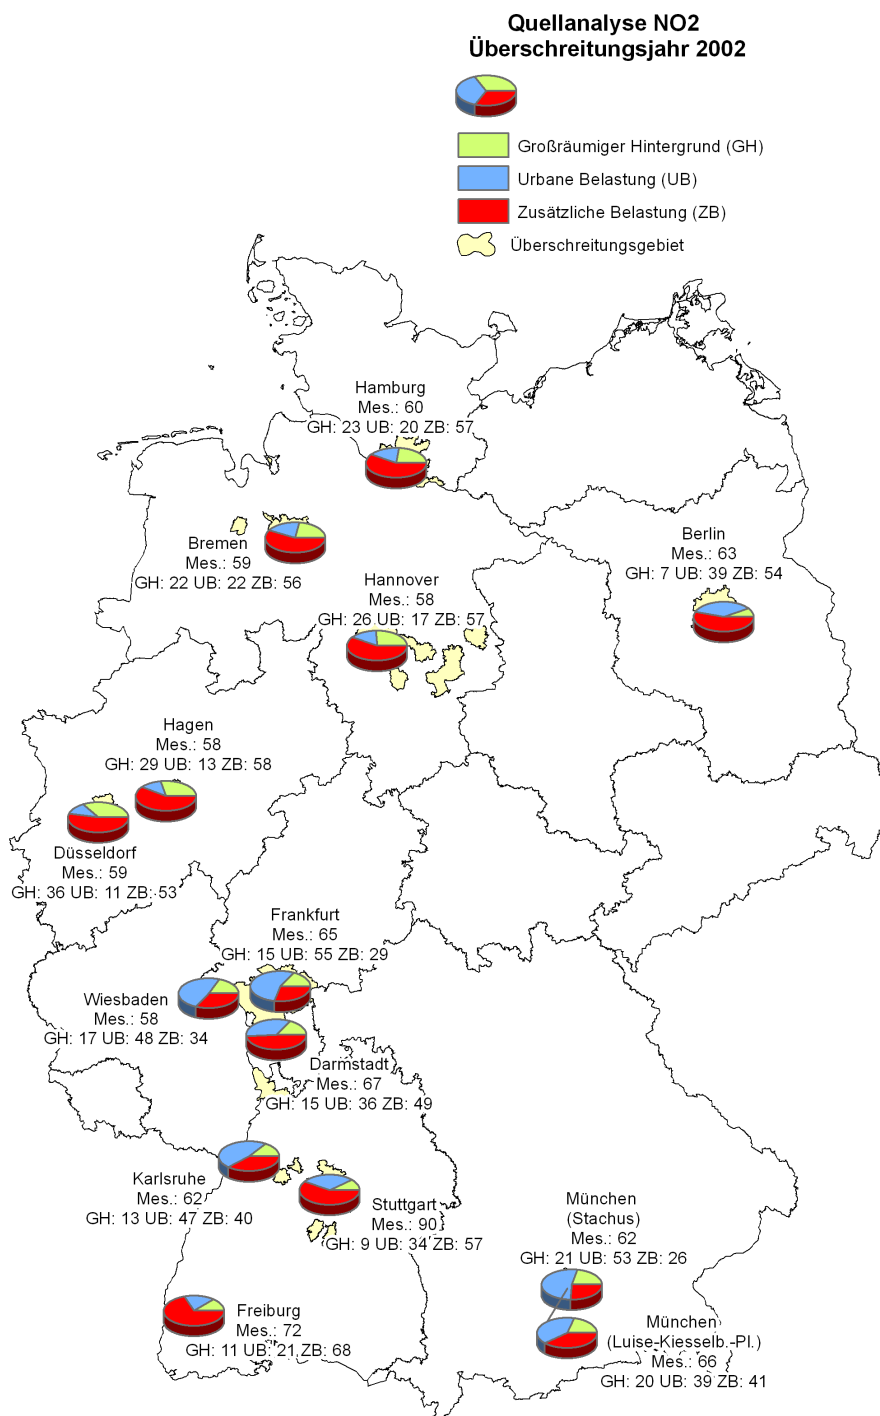 Quellanalyse NO2
Überschreitungsjahr 2002
Großräumiger Hintergrund (GH)
Urbane Belastung (UB)
Zusätzliche Belastung (ZB)
Überschreitungsgebiet
Hamburg
Mes.: 60
GH: 23 UB: 20 ZB: 57
Bremen
Mes.: 59
GH: 22 UB: 22 ZB: 56
Berlin
Mes.: 63
GH: 7 UB: 39 ZB: 54
Hannover
Mes.: 58
GH: 26 UB: 17 ZB: 57
Hagen
Mes.: 58
GH: 29 UB: 13 ZB: 58
Düsseldorf
Mes.: 59
GH: 36 UB: 11 ZB: 53
Frankfurt
Mes.: 65
GH: 15 UB: 55 ZB: 29
Wiesbaden
Mes.: 58
GH: 17 UB: 48 ZB: 34
Darmstadt
Mes.: 67
GH: 15 UB: 36 ZB: 49
Karlsruhe
Mes.: 62
GH: 13 UB: 47 ZB: 40
Stuttgart
Mes.: 90
GH: 9 UB: 34 ZB: 57
München
(Stachus)
Mes.: 62
GH: 21 UB: 53 ZB: 26
Freiburg
Mes.: 72
GH: 11 UB: 21 ZB: 68
München
(Luise-Kiesselb.-Pl.)
Mes.: 66
GH: 20 UB: 39 ZB: 41